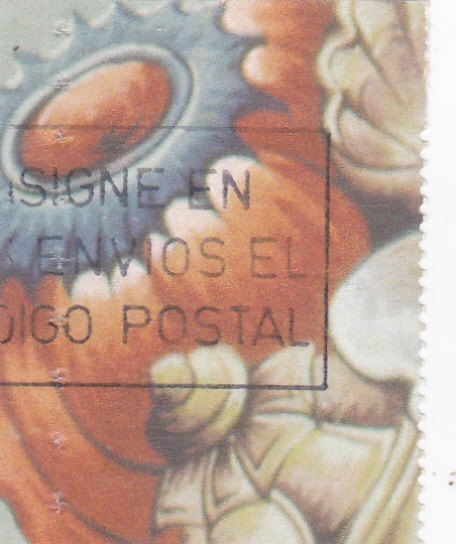 SIGNE EN
ENVIOS EL
DIGO POSTAL